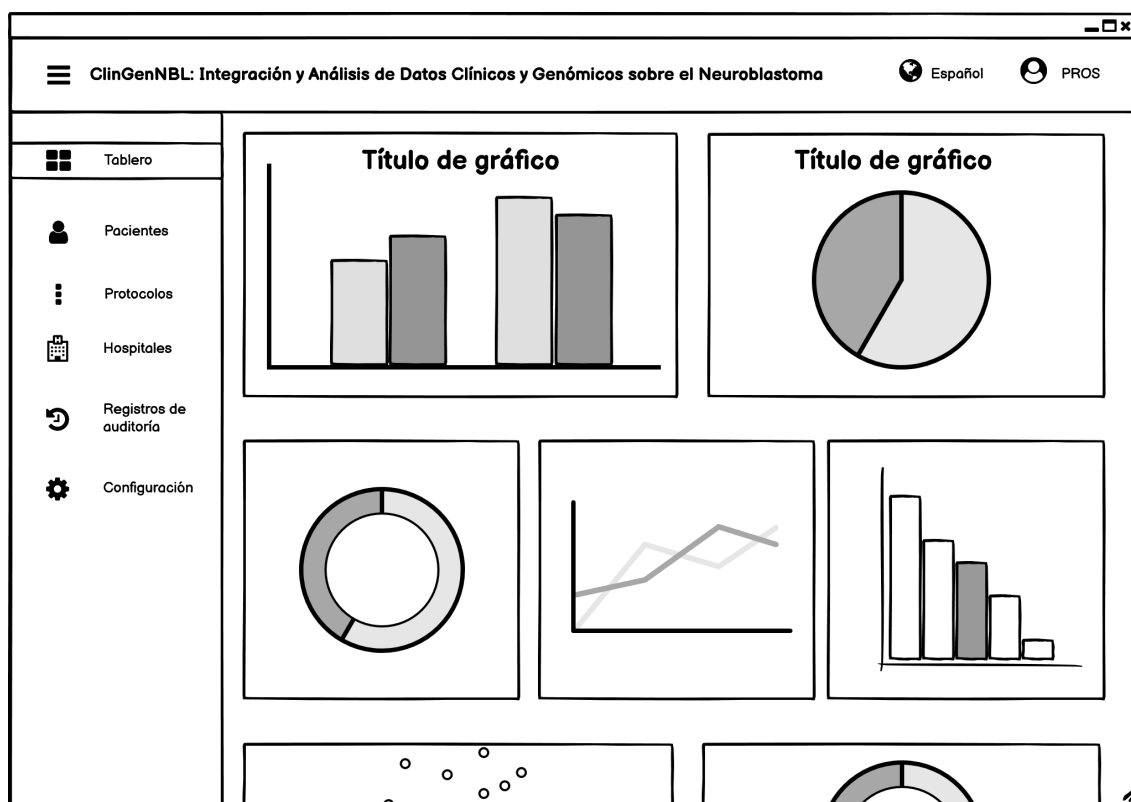 ClinGenNBL: Integración y Análisis de Datos Clínicos y Genómicos sobre el Neuroblastoma
Español
PROS
Tablero
Pacientes
Protocolos
Hospitales
Registros de
auditoría
Configuración
Título de gráfico
Título de gráfico